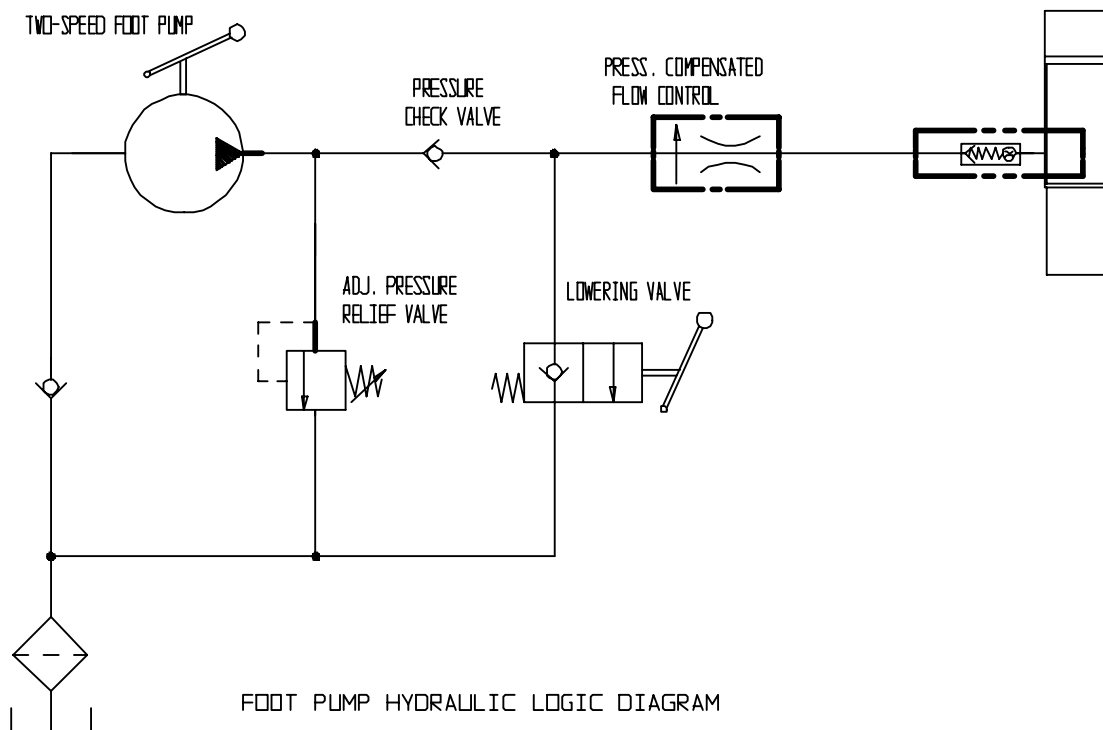 TWO-SPEED FOOT PUMP
PRESSURE
CHECK VALVE
PRESS. COMPENSATED
FLOW CONTROL
ADJ. PRESSURE
RELIEF VALVE
LOWERING VALVE
FOOT PUMP HYDRAULIC LOGIC DIAGRAM